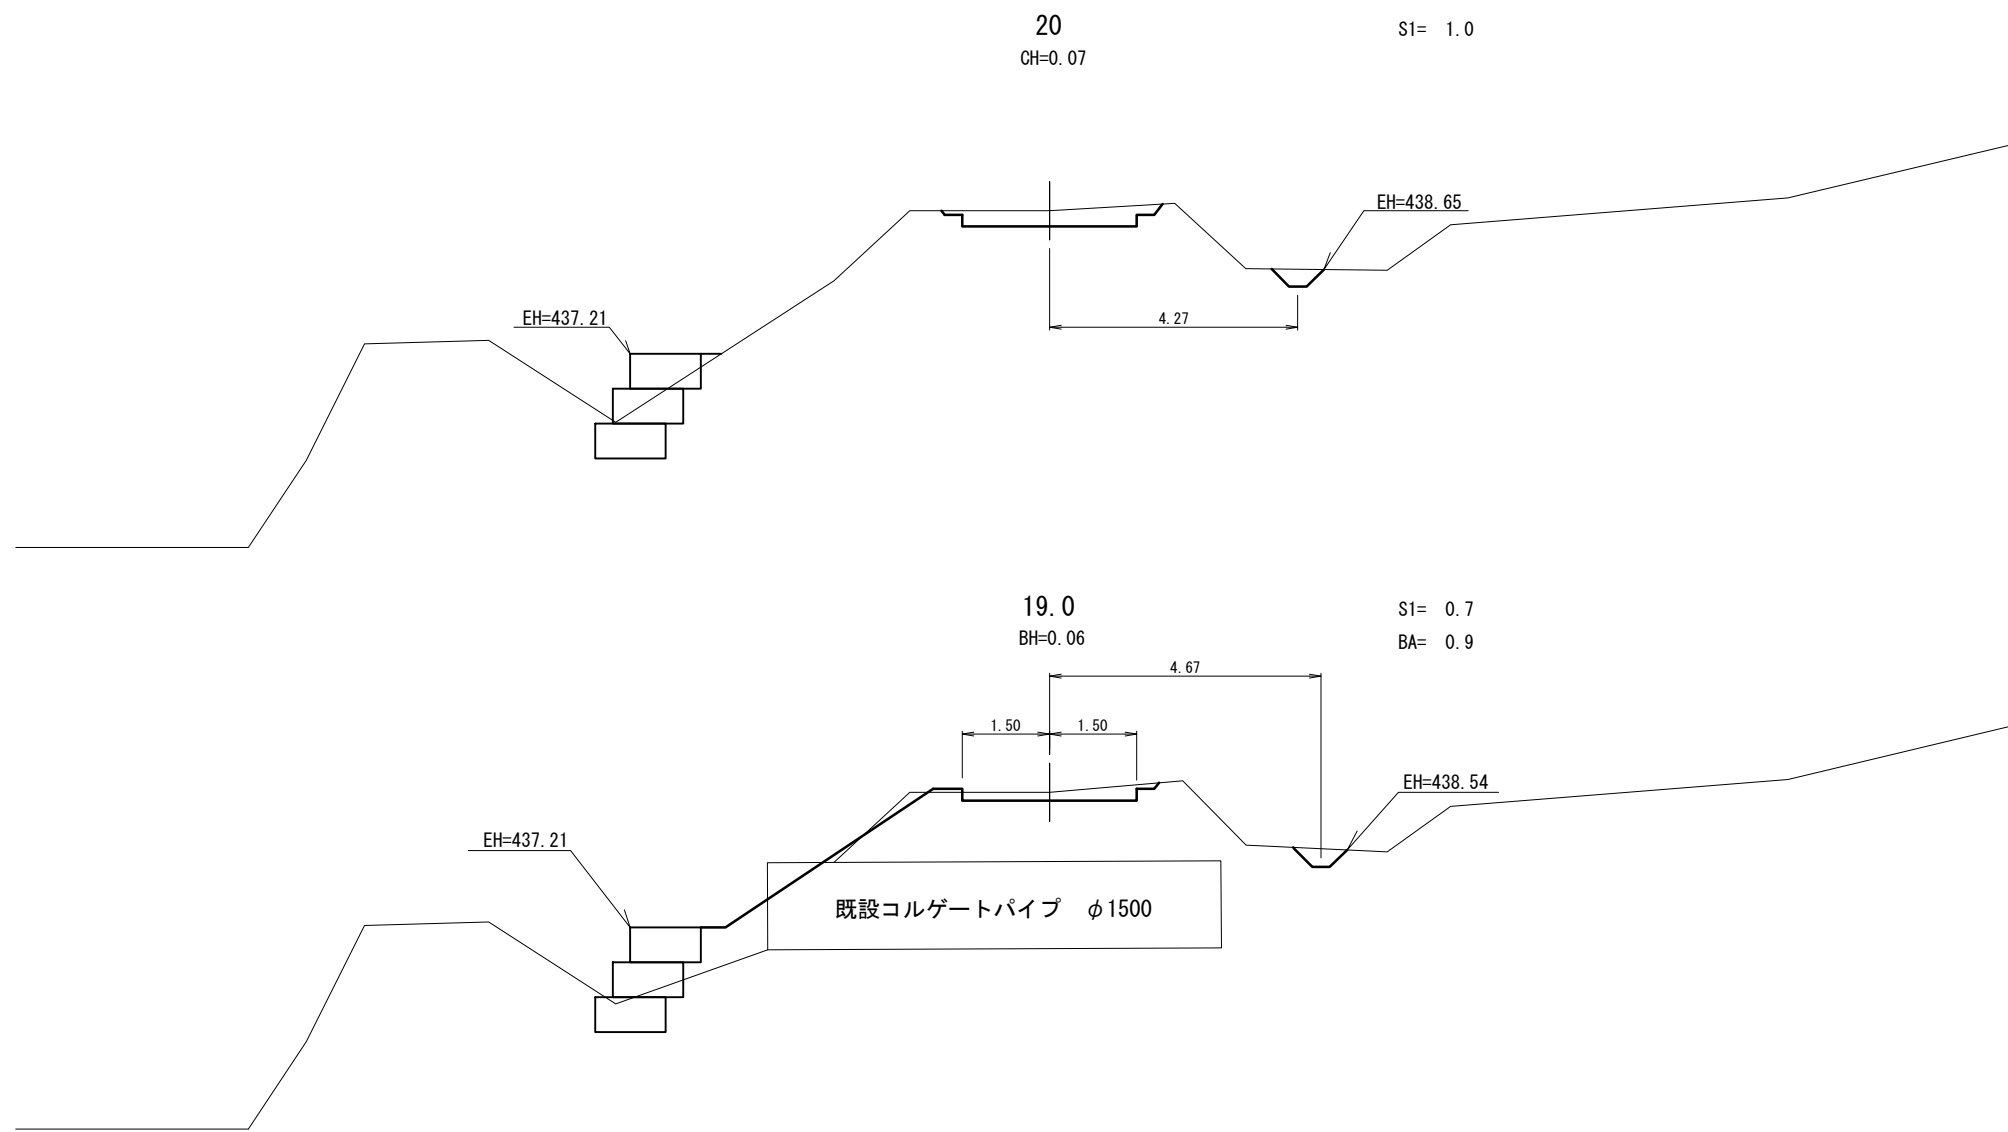 20
S1= 1.0
CH=0.07
EH=438.65
EH=437.21
4.27
19.0
S1= 0.7
BH=0.06
BA= 0.9
4.67
1.50
1.50
EH=438.54
EH=437.21
既設コルゲートパイプ φ1500